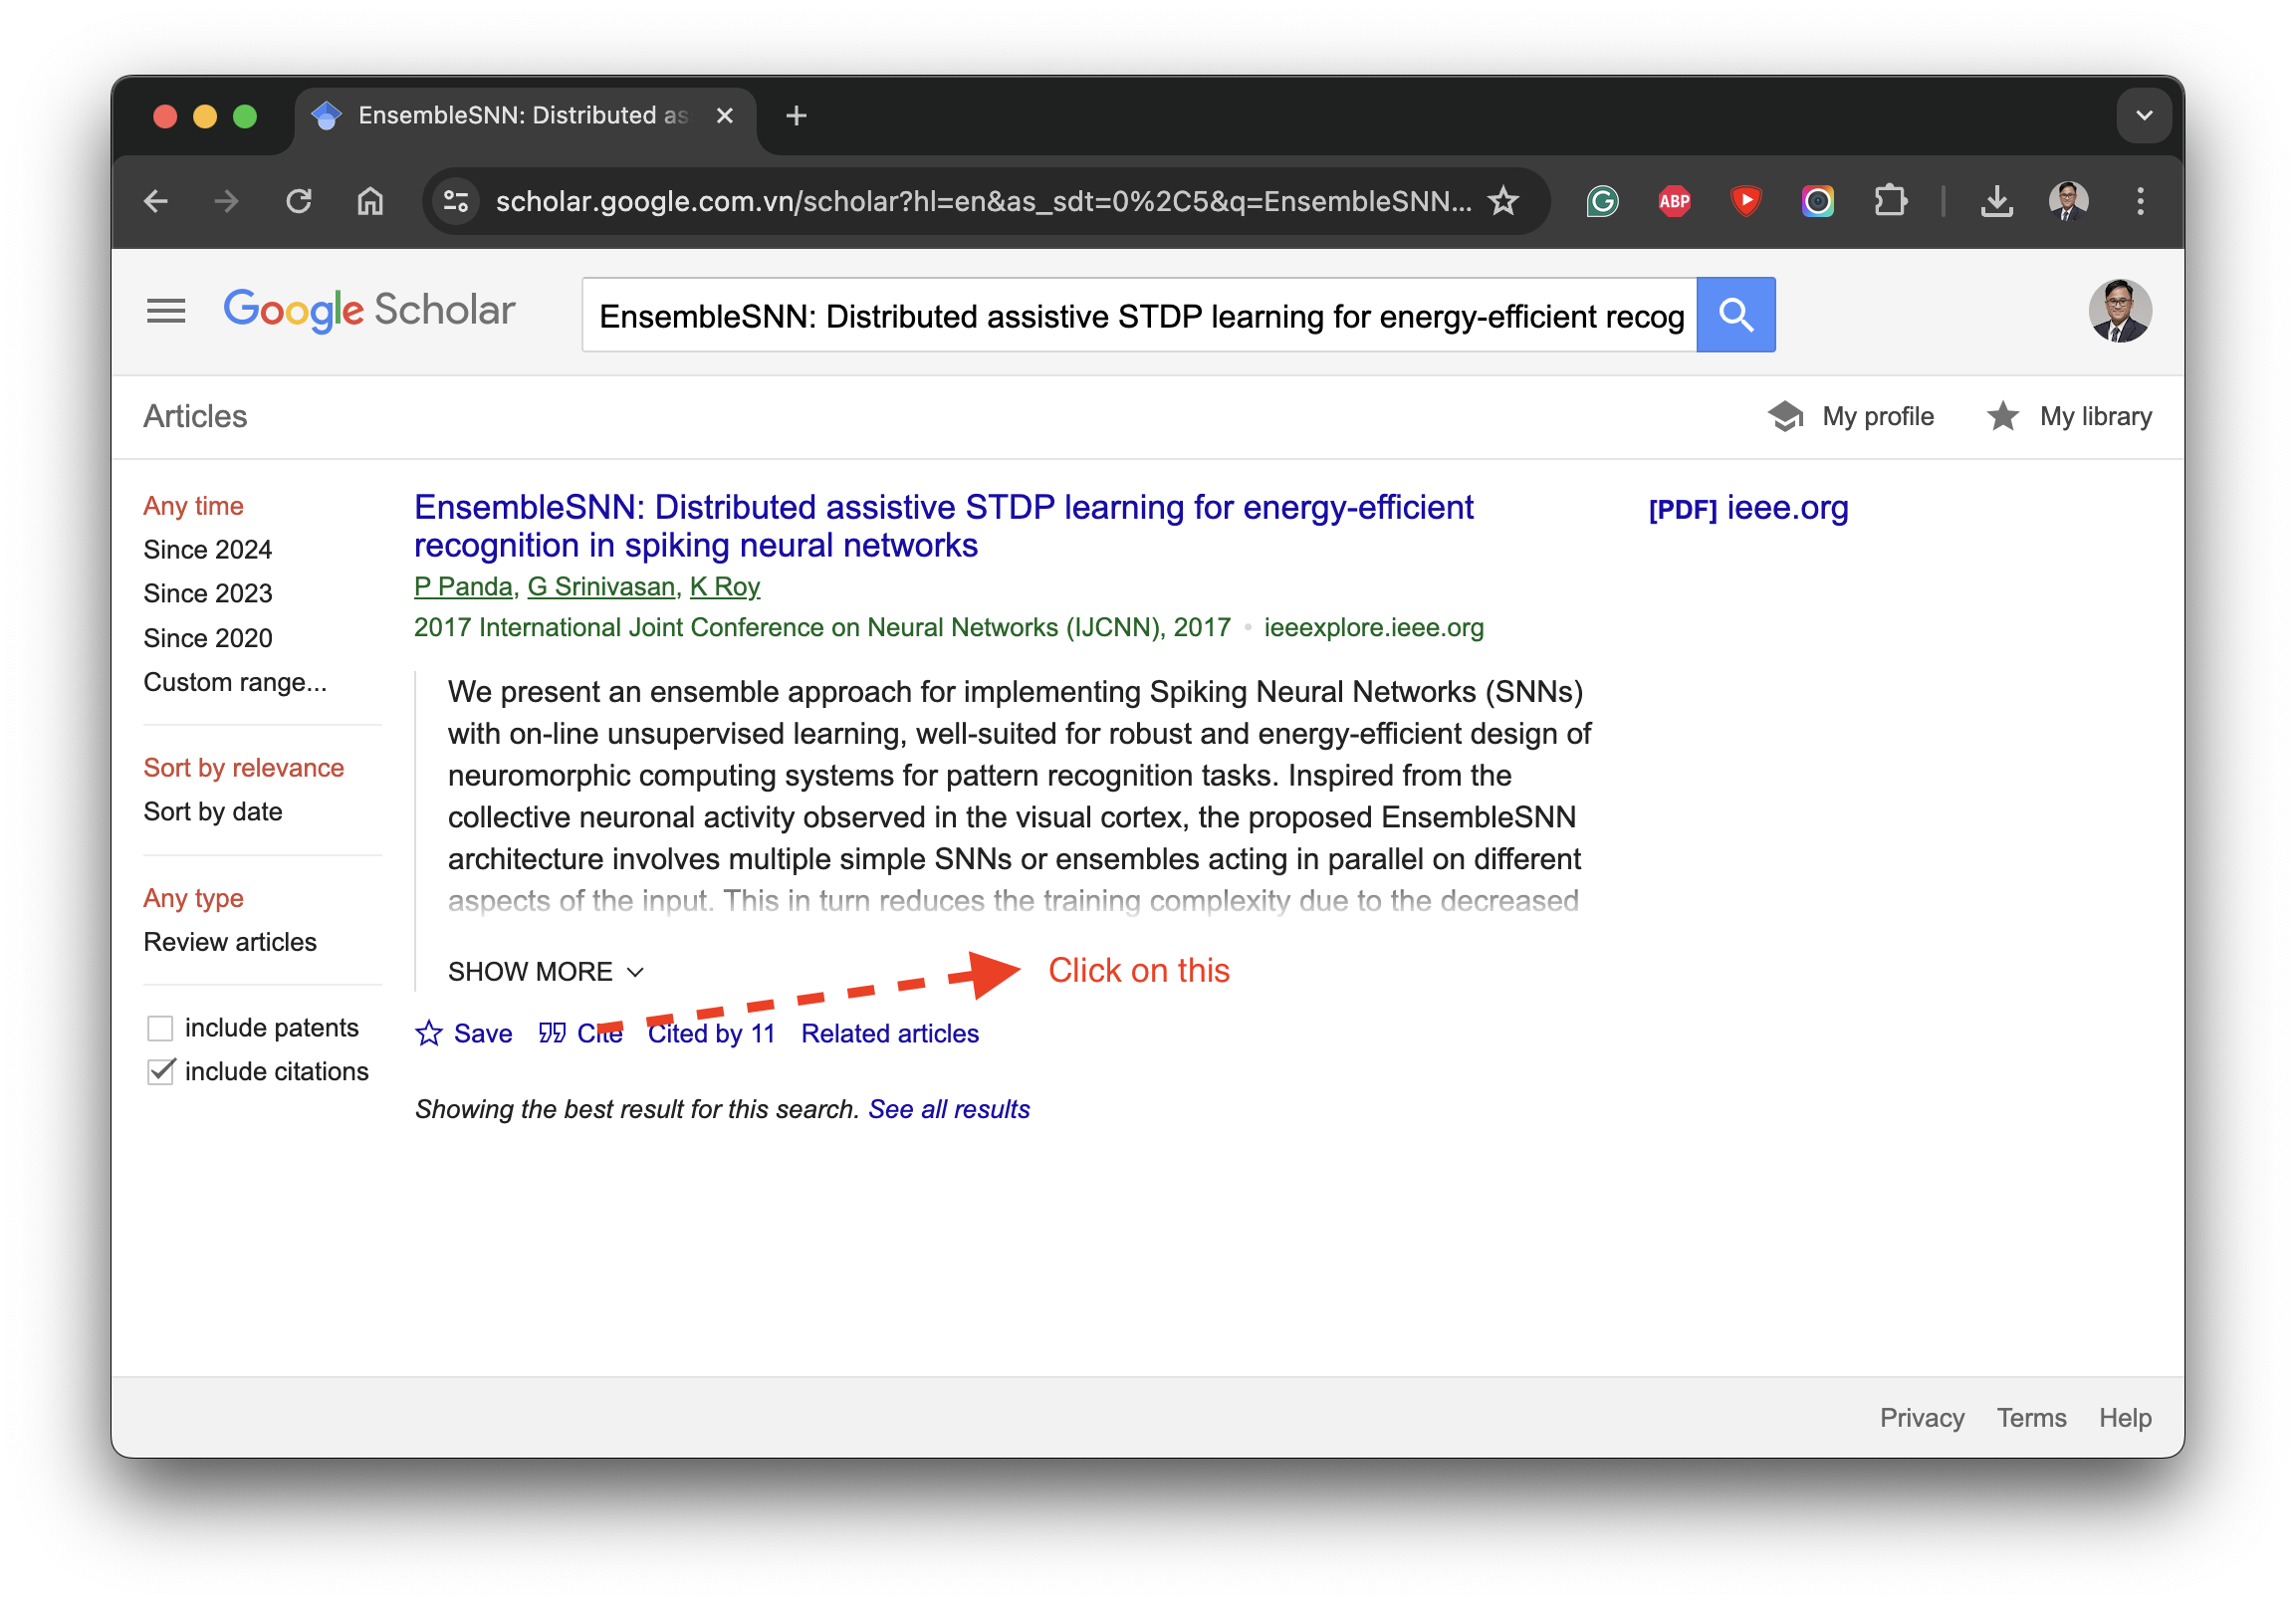 EnsembleSNN: Distributed as
scholar.google.com.vn/scholar?hl=en&as_sdt=0%2C5&q=EnsembleSNN...
ABP
Google Scholar
EnsembleSNN: Distributed assistive STDP learning for energy-efficient recog
Articles
My profile
My library
Any time
Since 2024
Since 2023
Since 2020
Custom range...
Sort by relevance
Sort by date
Any type
Review articles
include patents
include citations
EnsembleSNN: Distributed assistive STDP learning for energy-efficient
recognition in spiking neural networks
[PDF] ieee.org
P Panda, G Srinivasan, K Roy
2017 International Joint Conference on Neural Networks (IJCNN), 2017 • ieeexplore.ieee.org
We present an ensemble approach for implementing Spiking Neural Networks (SNNs)
with on-line unsupervised learning, well-suited for robust and energy-efficient design of
neuromorphic computing systems for pattern recognition tasks. Inspired from the
collective neuronal activity observed in the visual cortex, the proposed EnsembleSNN
architecture involves multiple simple SNNs or ensembles acting in parallel on different
aspects of the input. This in turn reduces the training complexity due to the decreased
SHOW MORE
Click on this
Save Cite Cited by 11 Related articles
Showing the best result for this search. See all results
Privacy Terms Help